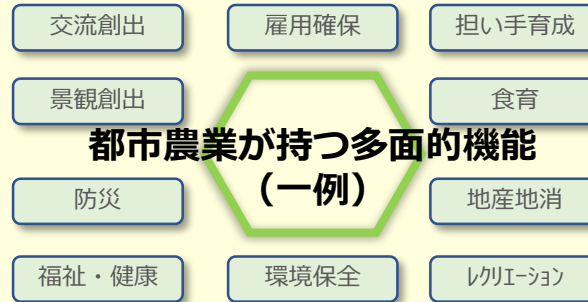 交流創出
雇用確保
担い手育成
景観創出
食育
都市農業が持つ多面的機能
（一例）
防災
地産地消
福祉・健康
環境保全
ﾚｸﾘｴｰｼｮﾝ